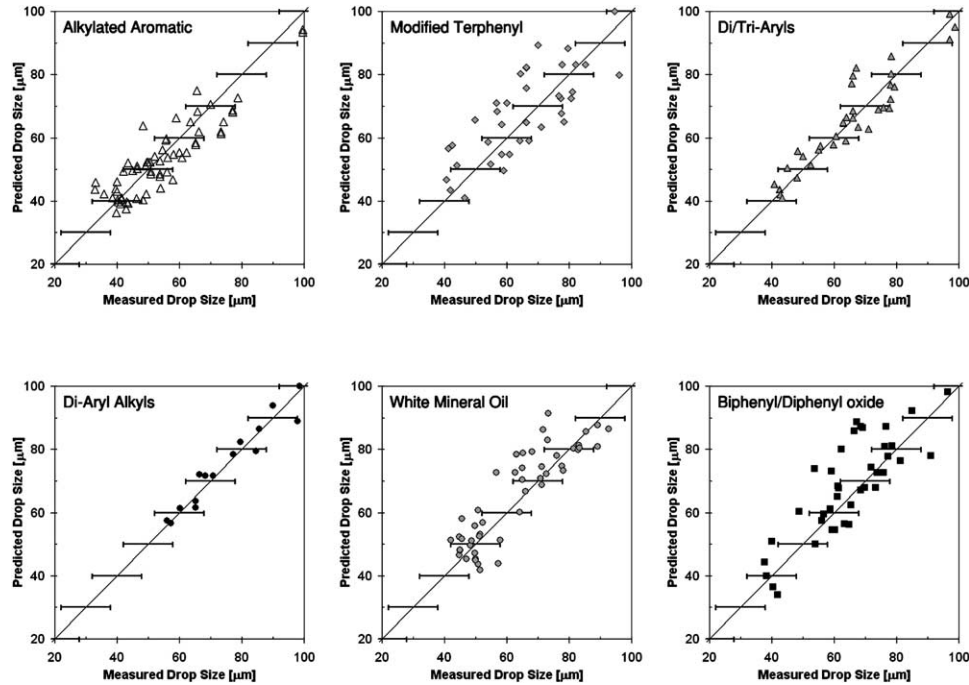 Alkylated Aromatic
Predicted Drop Size [µm]
100
80
60
40
20
20 40 60 80 100
Measured Drop Size [µm]
Modified Terphenyl
Predicted Drop Size [µm]
100
80
60
40
20
20 40 60 80 100
Measured Drop Size [µm]
Di/Tri-Aryls
Predicted Drop Size [µm]
100
80
60
40
20
20 40 60 80 100
Measured Drop Size [µm]
Di-Aryl Alkyls
Predicted Drop Size [µm]
100
80
60
40
20
20 40 60 80 100
Measured Drop Size [µm]
White Mineral Oil
Predicted Drop Size [µm]
100
80
60
40
20
20 40 60 80 100
Measured Drop Size [µm]
Biphenyl/Diphenyl oxide
Predicted Drop Size [µm]
100
80
60
40
20
20 40 60 80 100
Measured Drop Size [µm]